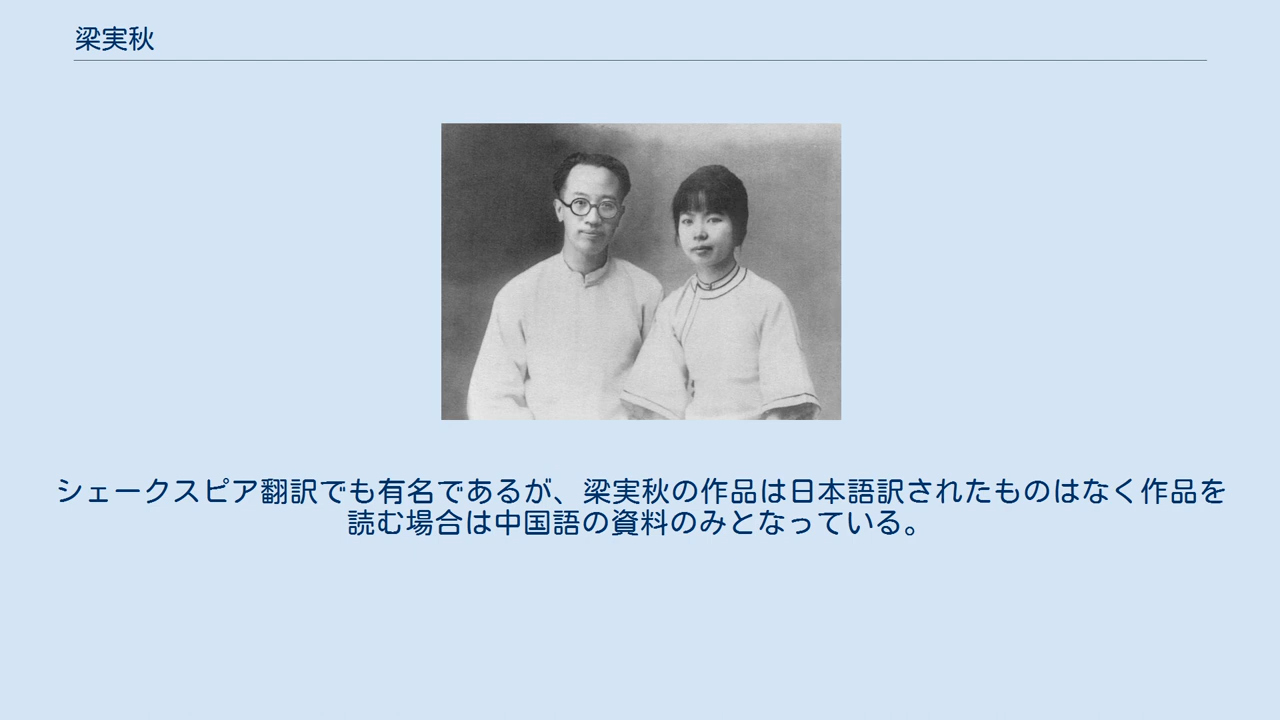 梁実秋
シェークスピア翻訳でも有名であるが、梁実秋の作品は日本語訳されたものはなく作品を
読む場合は中国語の資料のみとなっている。